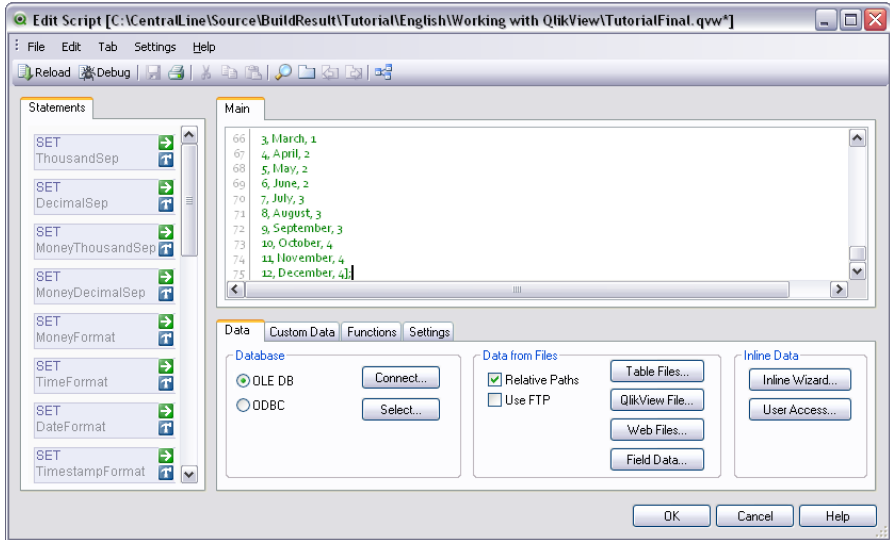 Edit Script [C:\CentralLine\Source\BuildResult\Tutorial\English\Working with QlikView\TutorialFinal.qvw*]
File Edit Tab Settings Help
Reload Debug
Statements
SET
ThousandSep
SET
DecimalSep
SET
MoneyThousandSep
SET
MoneyDecimalSep
SET
MoneyFormat
SET
TimeFormat
SET
DateFormat
SET
TimestampFormat
Main
66 3, March, 1
67 4, April, 2
68 5, May, 2
69 6, June, 2
70 7, July, 3
71 8, August, 3
72 9, September, 3
73 10, October, 4
74 11, November, 4
75 12, December, 4];
Data Custom Data Functions Settings
Database
OLE DB
ODBC
Connect...
Select...
Data from Files
Relative Paths
Use FTP
Table Files...
QlikView File...
Web Files...
Field Data...
Inline Data
Inline Wizard...
User Access...
OK Cancel Help